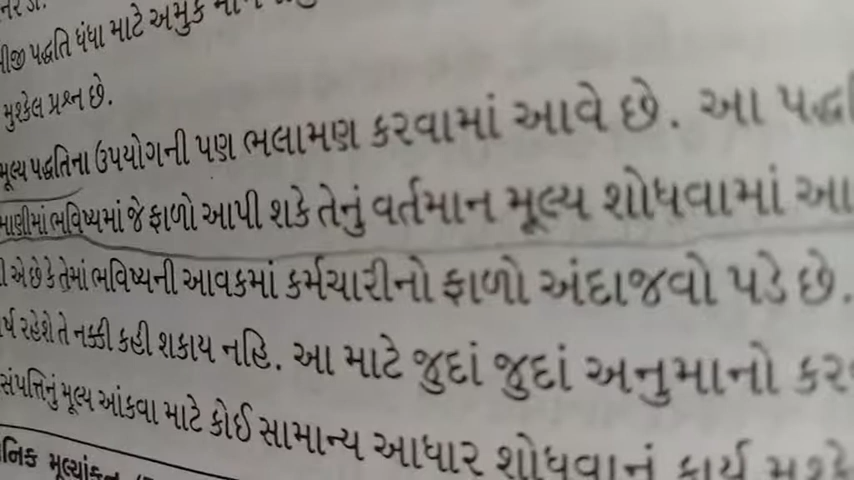 પદ્ધતિ ધંધા માટે અમુક
મુશ્કેલ પ્રશ્ન છે.
મૂલ્ય પદ્ધતિના ઉપયોગની પણ ભલામણ કરવામાં આવે છે. આ
ભવિષ્યમાં જે ફાળો આપી શકે તેનું વર્તમાન મૂલ્ય શોધવામાં
એ છે કે તેમાં ભવિષ્યની આવકમાં કર્મચારીનો ફાળો અંદાજવો પડે છે.
રહેશે તે નક્કી કહી શકાય નહિ. આ માટે જુદાં જુદાં અનુમાનો
સંપત્તિનું મૂલ્ય આંકવા માટે કોઈ સામાન્ય આધાર શોધવાનું કાર્ય